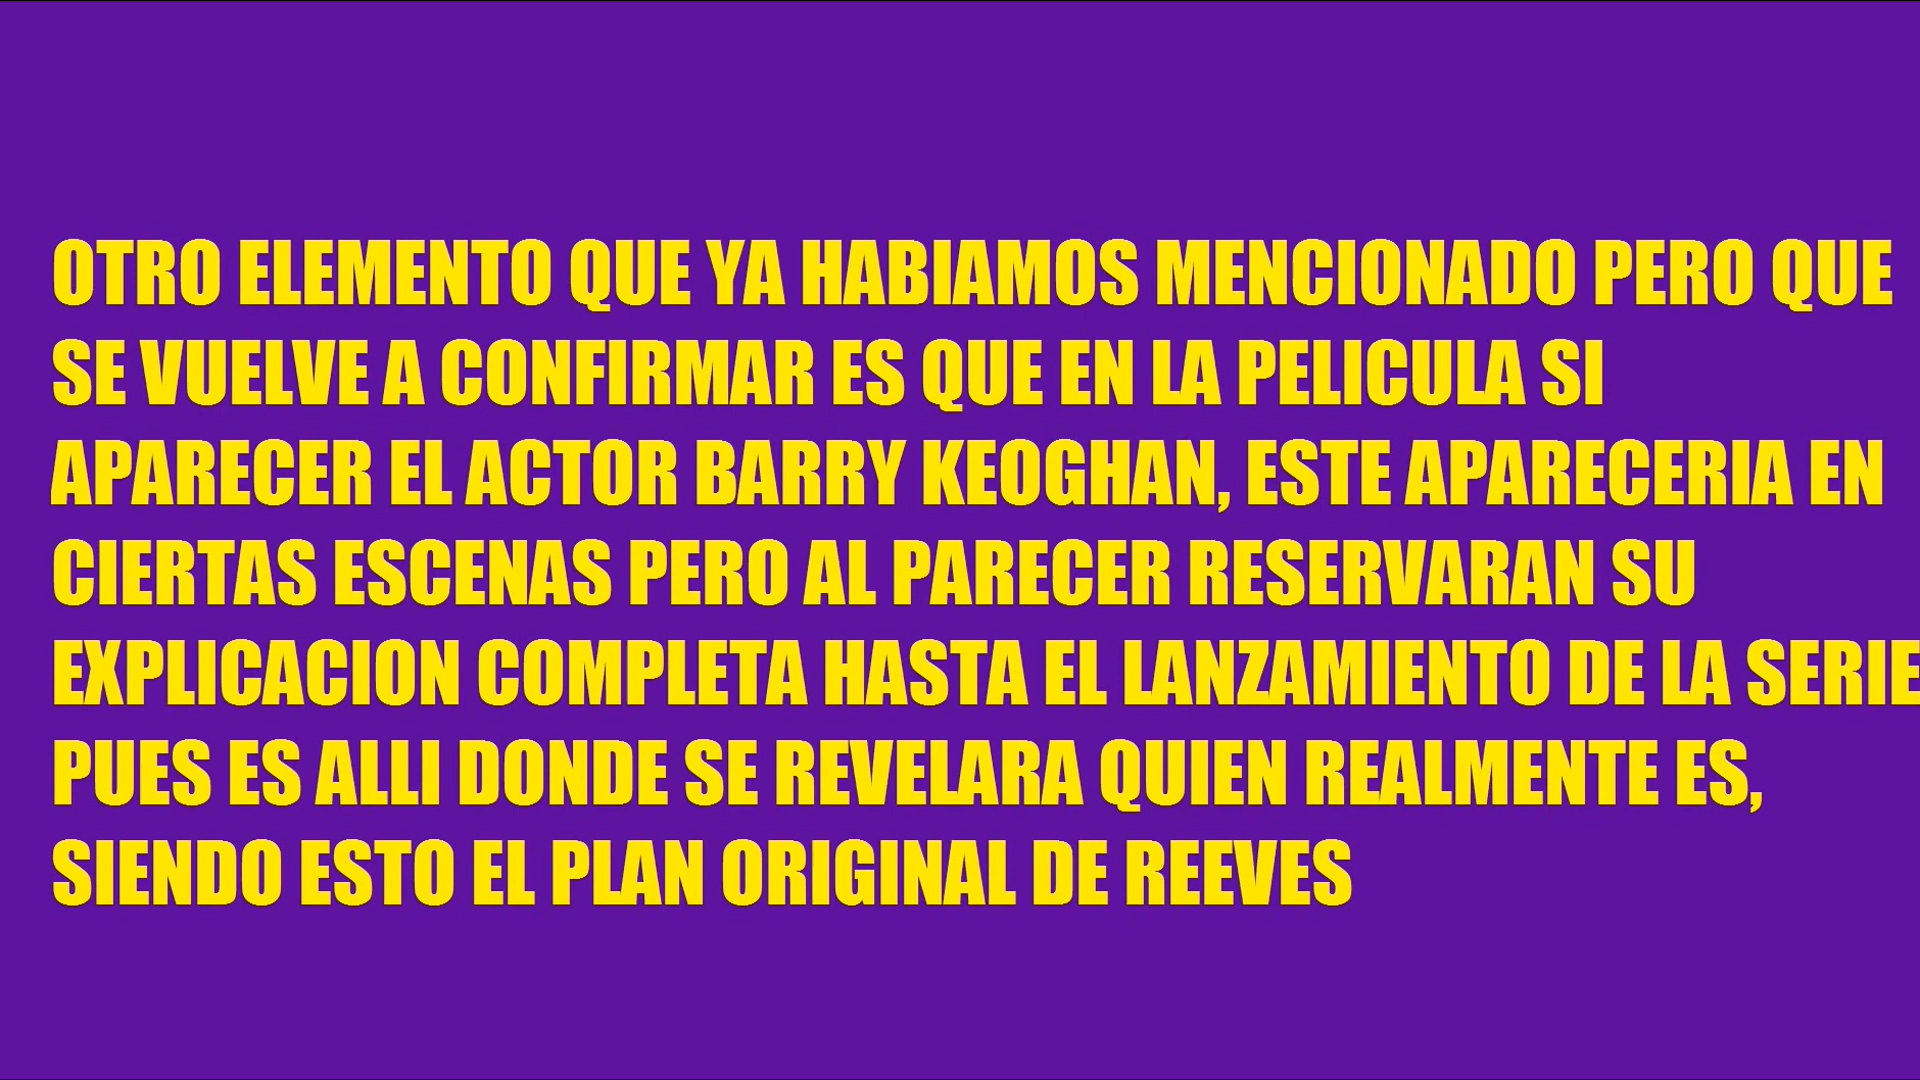 OTRO ELEMENTO QUE YA HABIAMOS MENCIONADO PERO QUE
SE VUELVE A CONFIRMAR ES QUE EN LA PELICULA SI
APARECER EL ACTOR BARRY KEOGHAN, ESTE APARECERIA EN
CIERTAS ESCENAS PERO AL PARECER RESERVARAN SU
EXPLICACION COMPLETA HASTA EL LANZAMIENTO DE LA SERIE
PUES ES ALLI DONDE SE REVELARA QUIEN REALMENTE ES,
SIENDO ESTO EL PLAN ORIGINAL DE REEVES